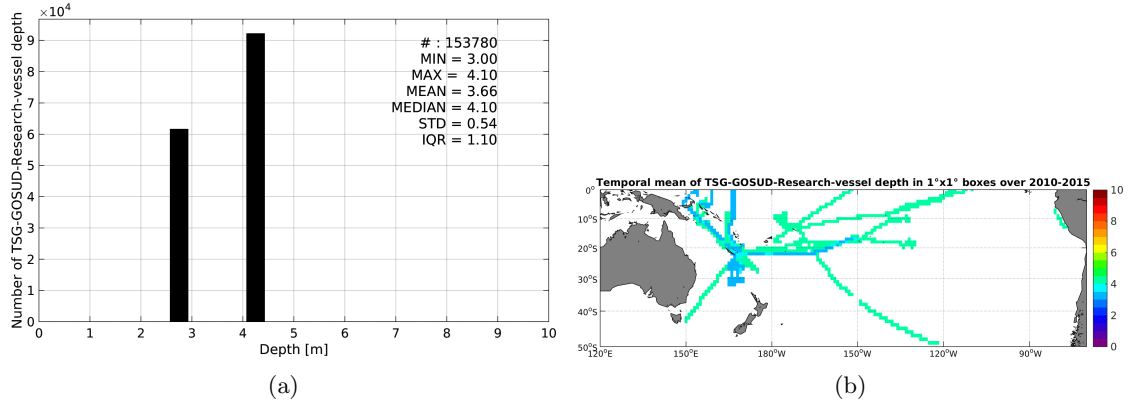 ×10⁴
Number of TSG-GOSUD-Research-vessel depth
9
8
7
6
5
4
3
2
1
0
# : 153780
MIN = 3.00
MAX = 4.10
MEAN = 3.66
MEDIAN = 4.10
STD = 0.54
IQR = 1.10
0 1 2 3 4 5 6 7 8 9 10
Depth [m]
(a)
Temporal mean of TSG-GOSUD-Research-vessel depth in 1°x1° boxes over 2010-2015
0°
10°S
20°S
30°S
40°S
50°S
120°E 150°E 180°W 150°W 120°W 90°W
10
8
6
4
2
0
(b)